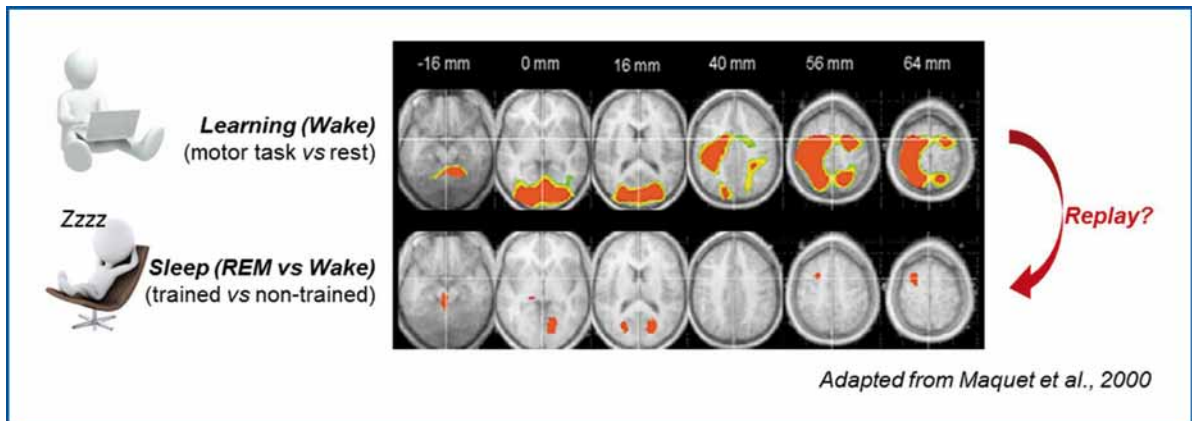 -16 mm 0 mm 16 mm 40 mm 56 mm 64 mm
Learning (Wake)
(motor task vs rest)
Replay?
Zzzz
Sleep (REM vs Wake)
(trained vs non-trained)
Adapted from Maquet et al., 2000